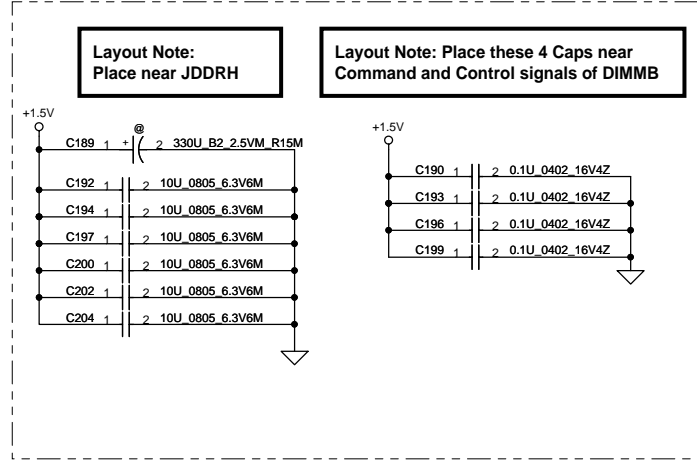 Layout Note:
Place near JDDRH
Layout Note: Place these 4 Caps near
Command and Control signals of DIMMB
+1.5V
@
C189 1 + 2 330U_B2_2.5VM_R15M
C192 1 2 10U_0805_6.3V6M
C194 1 2 10U_0805_6.3V6M
C197 1 2 10U_0805_6.3V6M
C200 1 2 10U_0805_6.3V6M
C202 1 2 10U_0805_6.3V6M
C204 1 2 10U_0805_6.3V6M
+1.5V
C190 1 2 0.1U_0402_16V4Z
C193 1 2 0.1U_0402_16V4Z
C196 1 2 0.1U_0402_16V4Z
C199 1 2 0.1U_0402_16V4Z